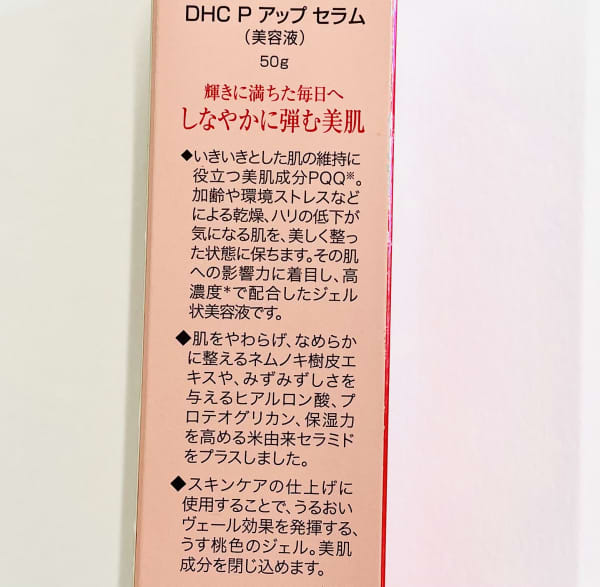 DHC P アップ セラム
（美容液）
50g
輝きに満ちた毎日へ
しなやかに弾む美肌
◆いきいきとした肌の維持に
役立つ美肌成分PQQ※。
加齢や環境ストレスなど
による乾燥、ハリの低下が
気になる肌を、美しく整っ
た状態に保ちます。その肌
への影響力に着目し、高
濃度*で配合したジェル
状美容液です。
◆肌をやわらげ、なめらか
に整えるネムノキ樹皮エ
キスや、みずみずしさを
与えるヒアルロン酸、プ
ロテオグリカン、保湿力
を高める米由来セラミド
をプラスしました。
◆スキンケアの仕上げに
使用することで、うるおい
ヴェール効果を発揮する、
うす桃色のジェル。美肌
成分を閉じ込めます。